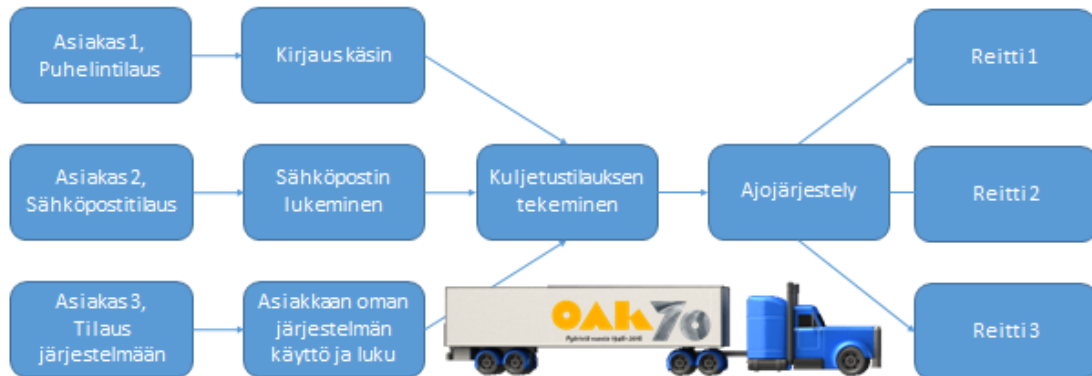 Asiakas 1,
Puhelintilaus
Kirjaus käsin
Reitti 1
Asiakas 2,
Sähköpostitilaus
Sähköpostin
lukeminen
Kuljetustilauksen
tekeminen
Ajojärjestely
Reitti 2
Asiakas 3,
Tilaus
järjestelmään
Asiakkaan oman
järjestelmän
käyttö ja luku
OAK 70
Reitti 3